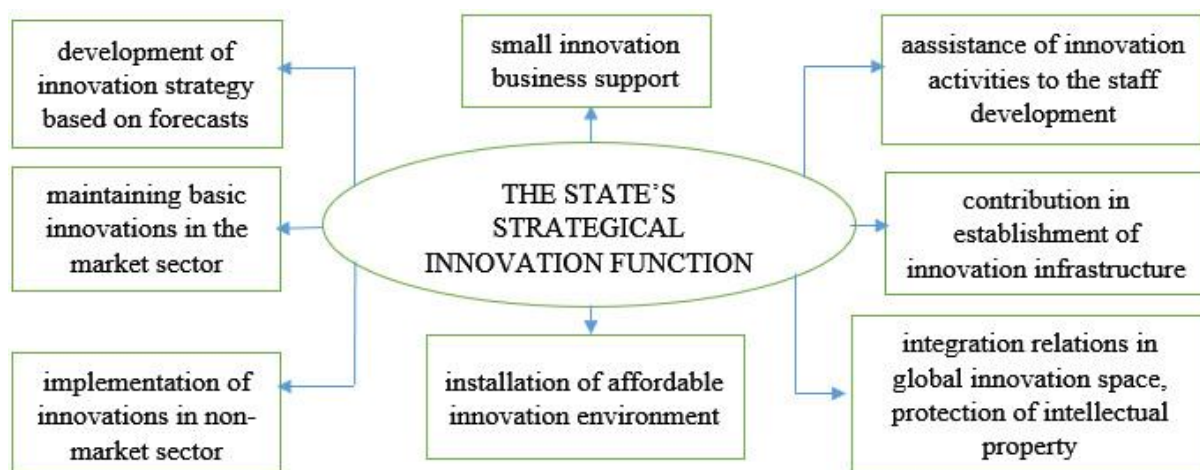 development of
innovation strategy
based on forecasts
small innovation
business support
aassistance of innovation
activities to the staff
development
maintaining basic
innovations in the
market sector
THE STATE’S
STRATEGICAL
INNOVATION FUNCTION
contribution in
establishment of
innovation infrastructure
implementation of
innovations in non-
market sector
installation of affordable
innovation environment
integration relations in
global innovation space,
protection of intellectual
property